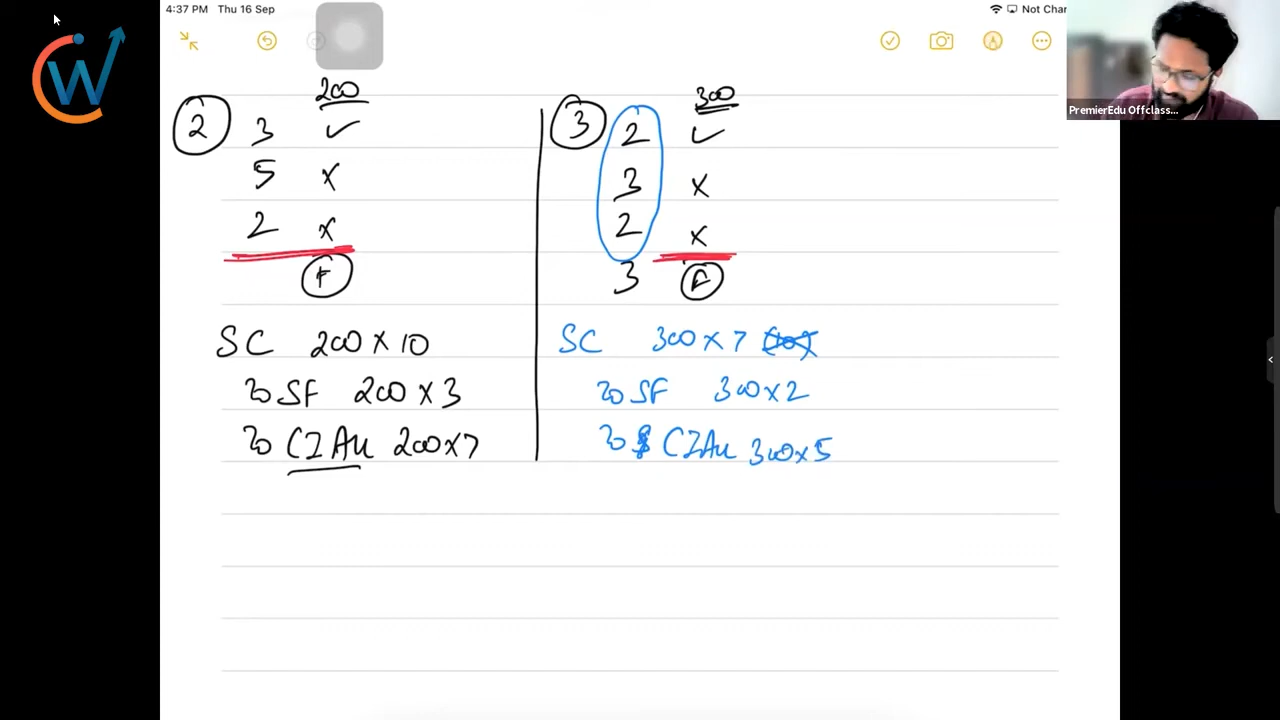 4:37 PM Thu 16 Sep
Not Char
W
PremierEdu Offclass...
2
200
3 ✓
5 x
2 x
F
SC 200 x 10
to SF 200 x 3
to CIAu 200 x 7
3
300
2 ✓
3 x
2 x
3 F
SC 300 x 7
to SF 300 x 2
to CIAu 300 x 5